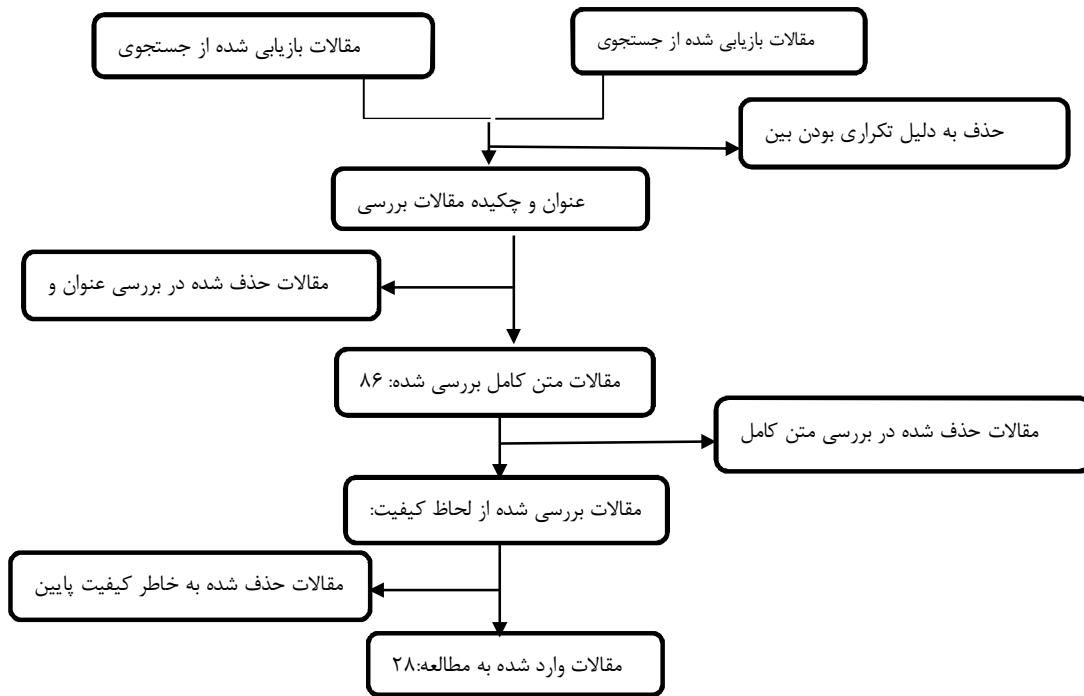 مقالات بازیابی شده از جستجوی
مقالات بازیابی شده از جستجوی
حذف به دلیل تکراری بودن بین
عنوان و چکیده مقالات بررسی
مقالات حذف شده در بررسی عنوان و
مقالات متن کامل بررسی شده: ۸۶
مقالات حذف شده در بررسی متن کامل
مقالات بررسی شده از لحاظ کیفیت:
مقالات حذف شده به خاطر کیفیت پایین
مقالات وارد شده به مطالعه:۲۸